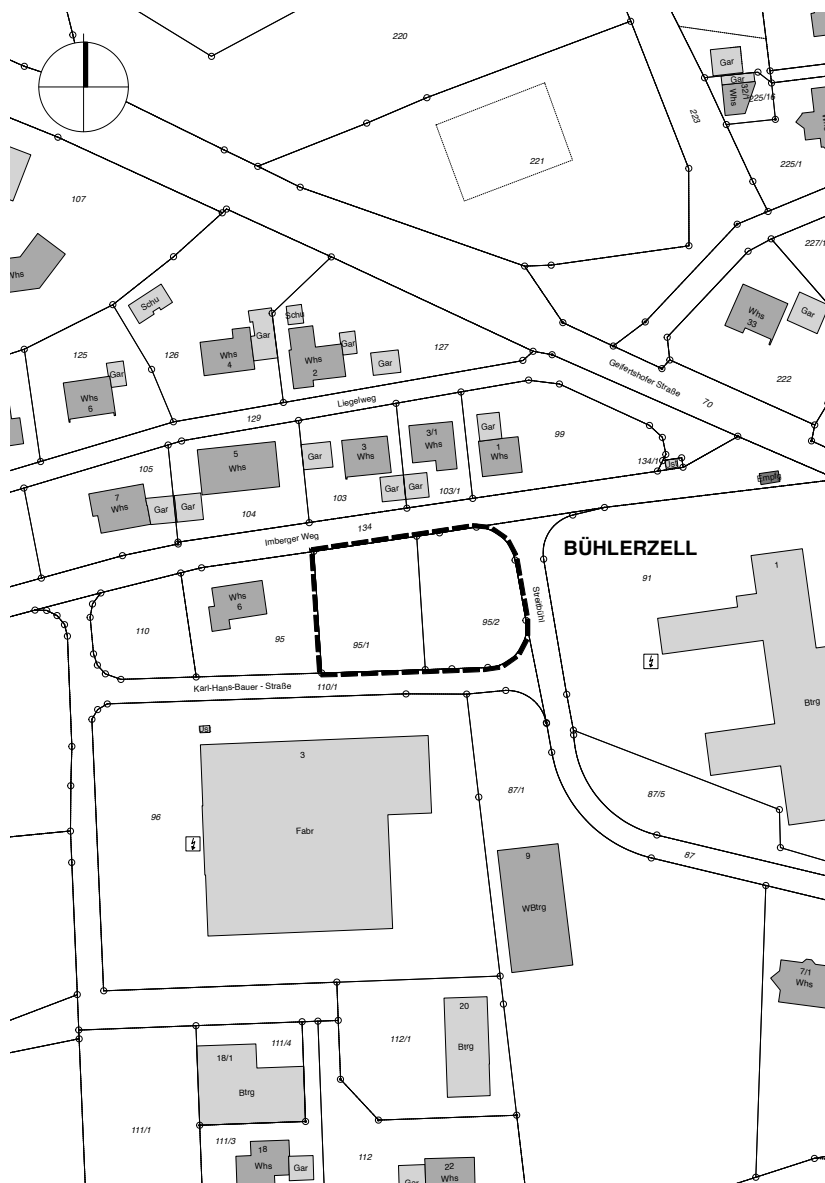 220
Gar
Gar
32/1
Whs
225/16
223
221
225/1
107
227/1
Whs
Schu
Whs
33
Gar
Schu
Gar
Whs
4
Gar
Whs
2
Gar
127
125
126
Gar
Whs
6
Geifertshofer Straße
222
70
129
Liegelweg
Gar
3/1
Whs
99
5
Whs
3
Whs
1
Whs
Gar
134/1
Ust
Empfg
105
7
Whs
Gar
Gar
104
103
Gar
Gar
103/1
134
Imberger Weg
BÜHLERZELL
91
1
Whs
6
Streitbühl
110
95
95/1
95/2
Karl-Hans-Bauer - Straße
110/1
Btrg
Ust
3
87/1
87/5
96
Fabr
87
9
WBtrg
7/1
Whs
20
Btrg
111/4
112/1
18/1
Btrg
111/1
111/3
18
Whs
Gar
112
22
Whs
Gar